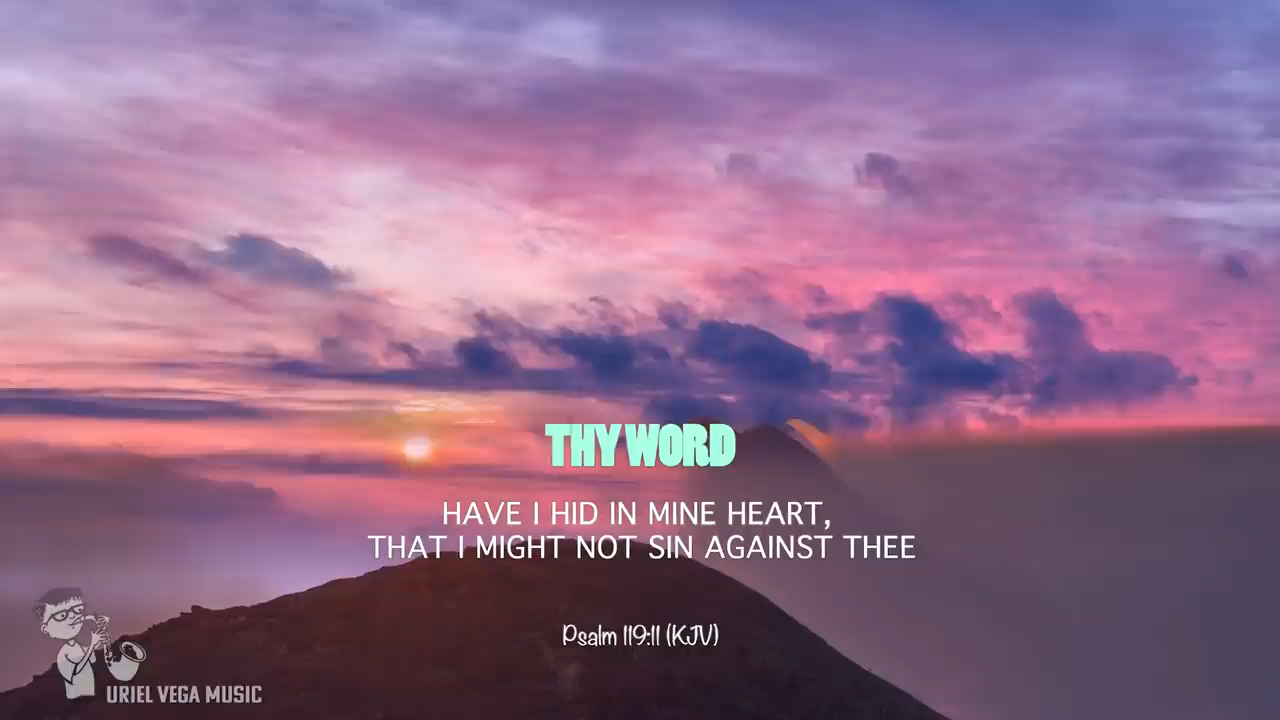 THY WORD
HAVE I HID IN MINE HEART,
THAT I MIGHT NOT SIN AGAINST THEE
Psalm 119:11 (KJV)
URIEL VEGA MUSIC